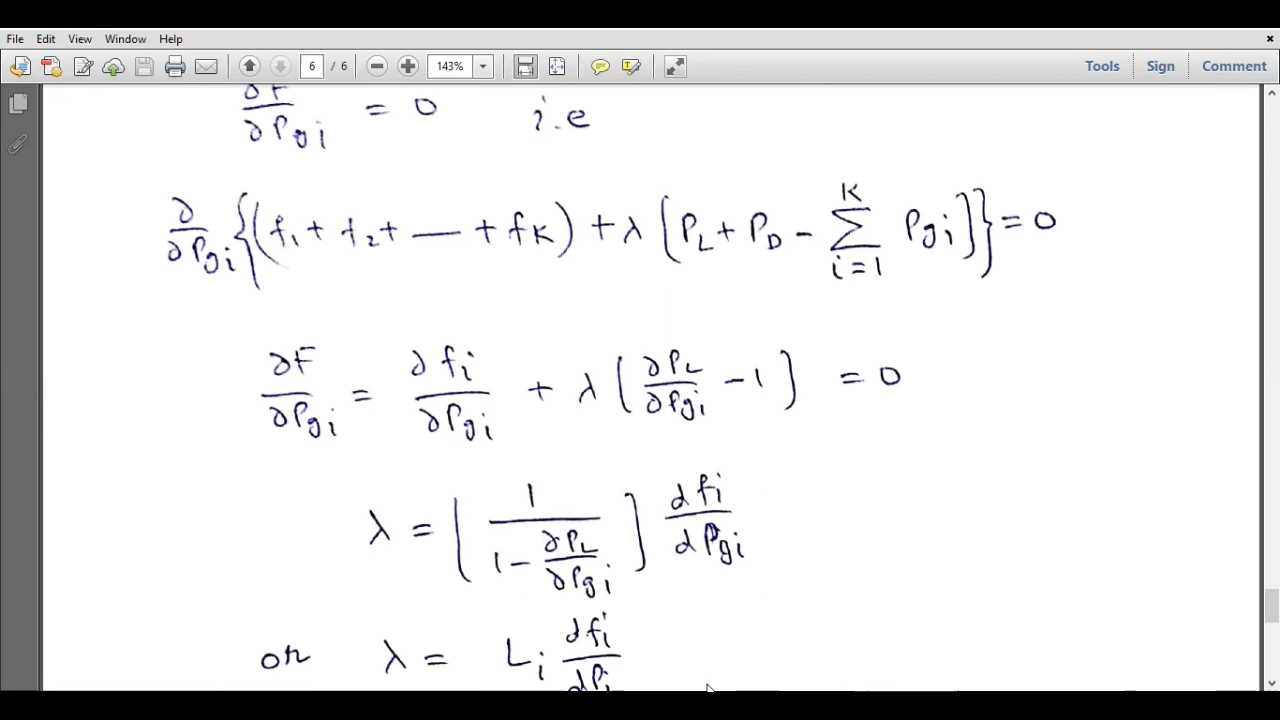 File Edit View Window Help
6 / 6 143% Tools Sign Comment
∂F/∂Pgi = 0 i.e
∂/∂Pgi {(f1 + f2 + — + fK) + λ [PL + PD - Σ_{i=1}^{K} Pgi]} = 0
∂F/∂Pgi = ∂fi/∂Pgi + λ [∂PL/∂Pgi - 1] = 0
λ = [1/(1 - ∂PL/∂Pgi)] dfi/dPgi
or λ = Li dfi/dPi